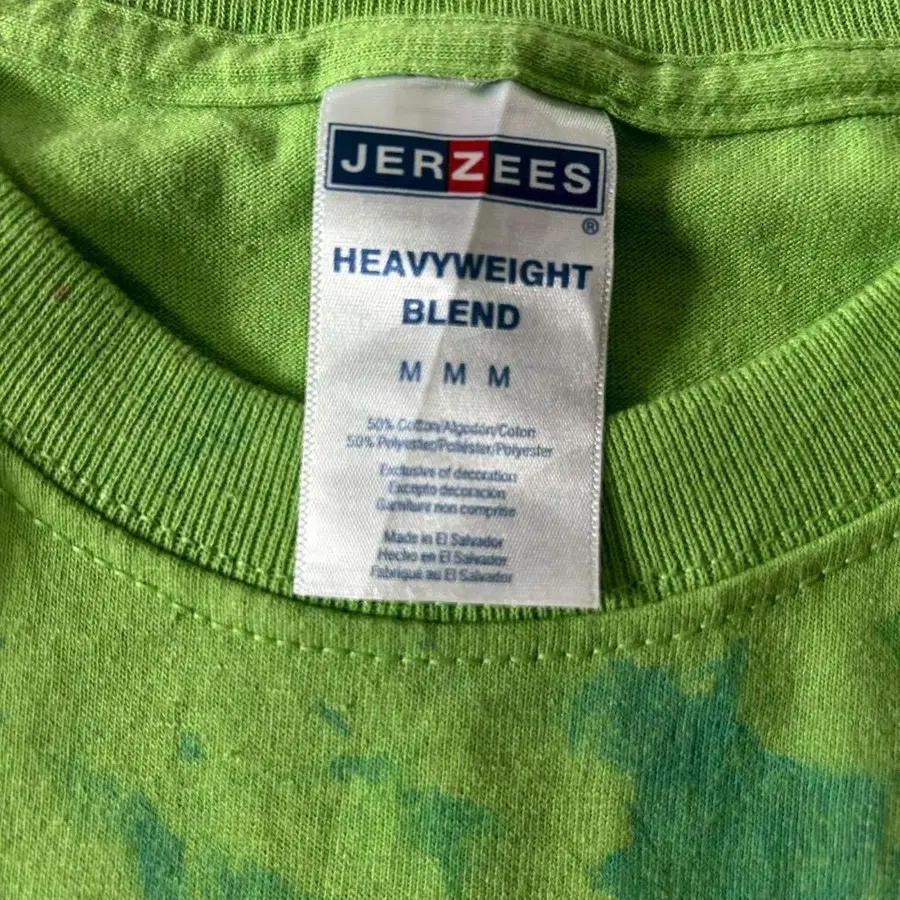 JERZEES
®
HEAVYWEIGHT
BLEND
M M M
50% Cotton/Algodón/Coton
50% Polyester/Poliéster/Polyester
Exclusive of decoration
Excepto decoración
Garniture non comprise
Made in El Salvador
Hecho en El Salvador
Fabriqué au El Salvador